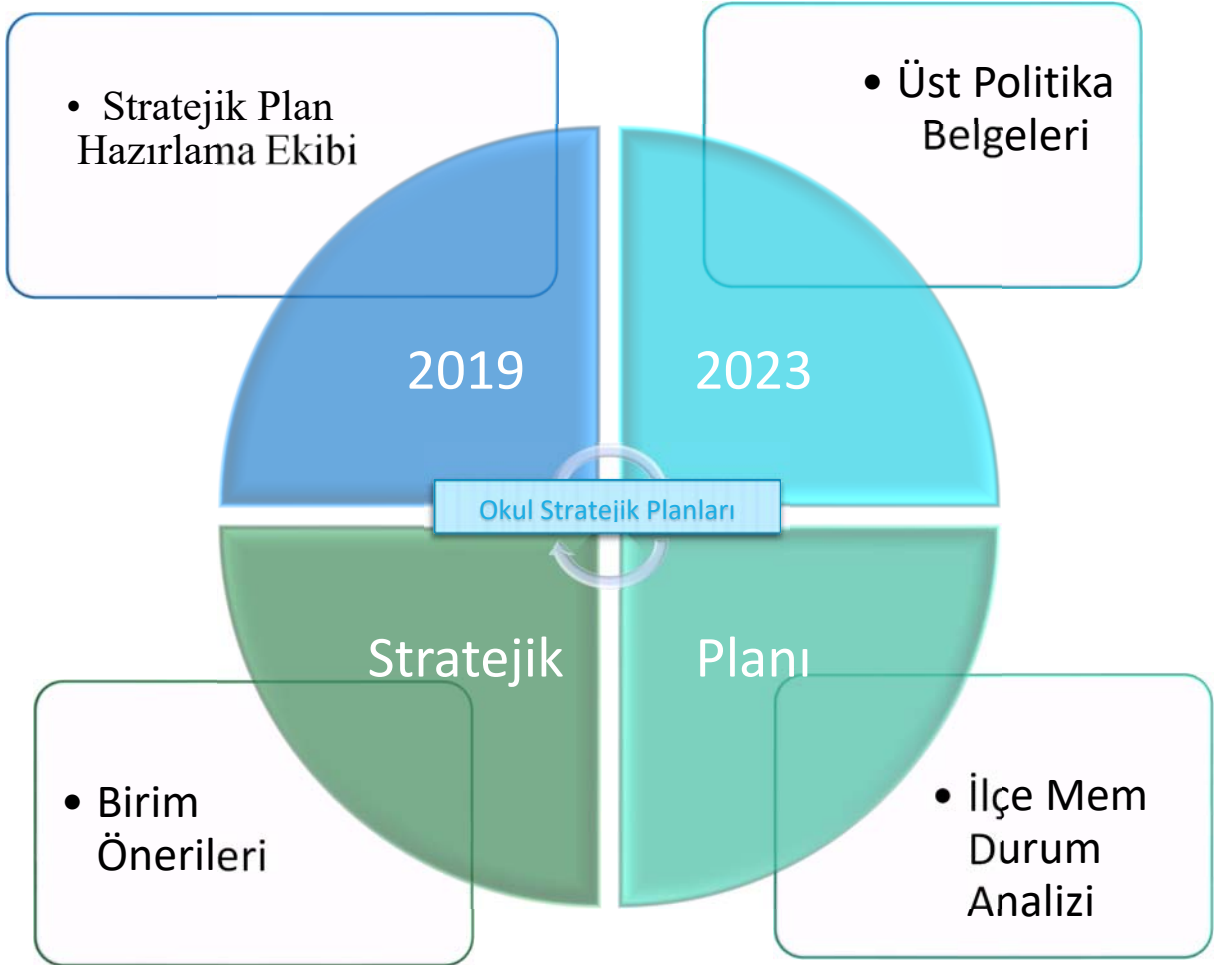 • Stratejik Plan
Hazırlama Ekibi
• Üst Politika
Belgeleri
2019
2023
Okul Stratejik Planları
Stratejik
Planı
• Birim
Önerileri
• İlçe Mem
Durum
Analizi